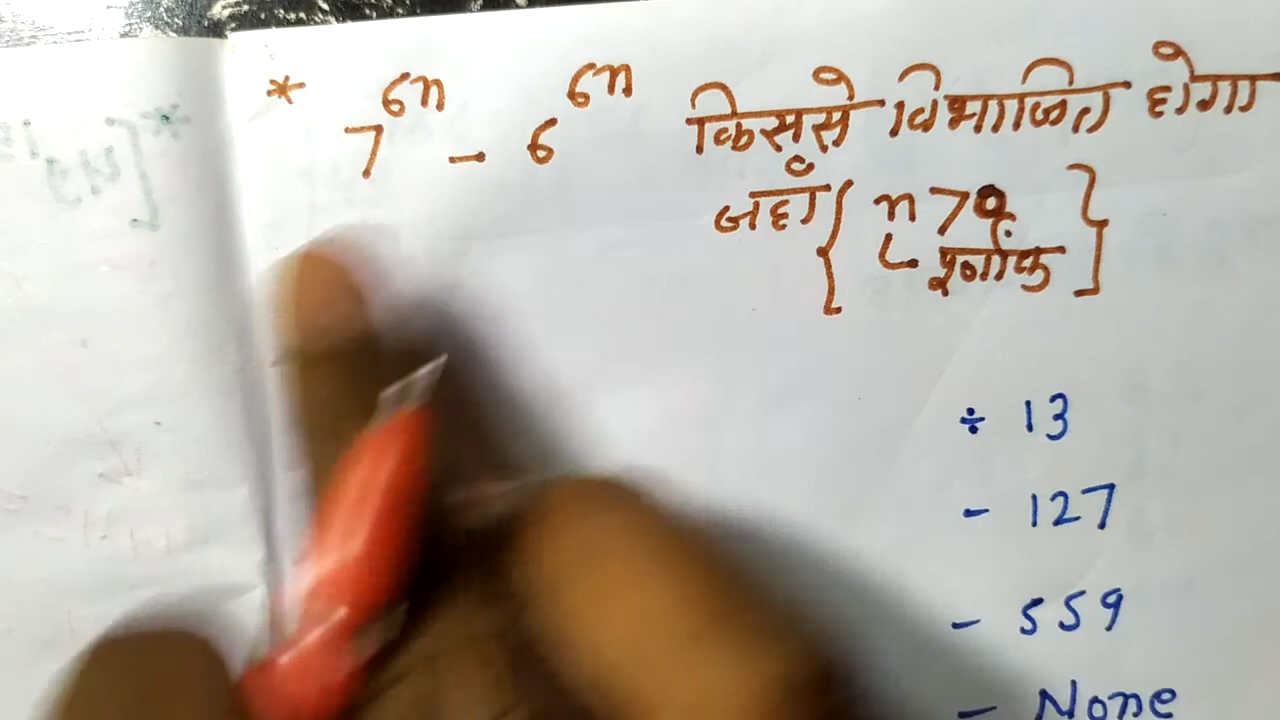 * 7^6n - 6^6n किससे विभाजित होगा
जहाँ { n > 0 }
पूर्णांक
÷ 13
- 127
- 559
- None